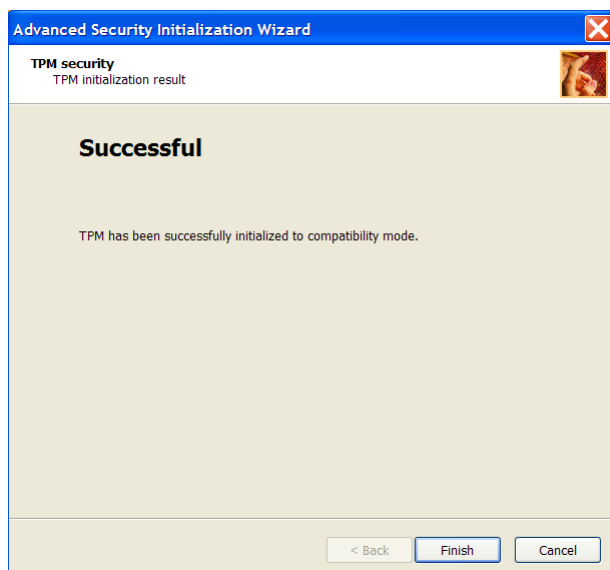 Advanced Security Initialization Wizard
TPM security
TPM initialization result
Successful
TPM has been successfully initialized to compatibility mode.
< Back Finish Cancel